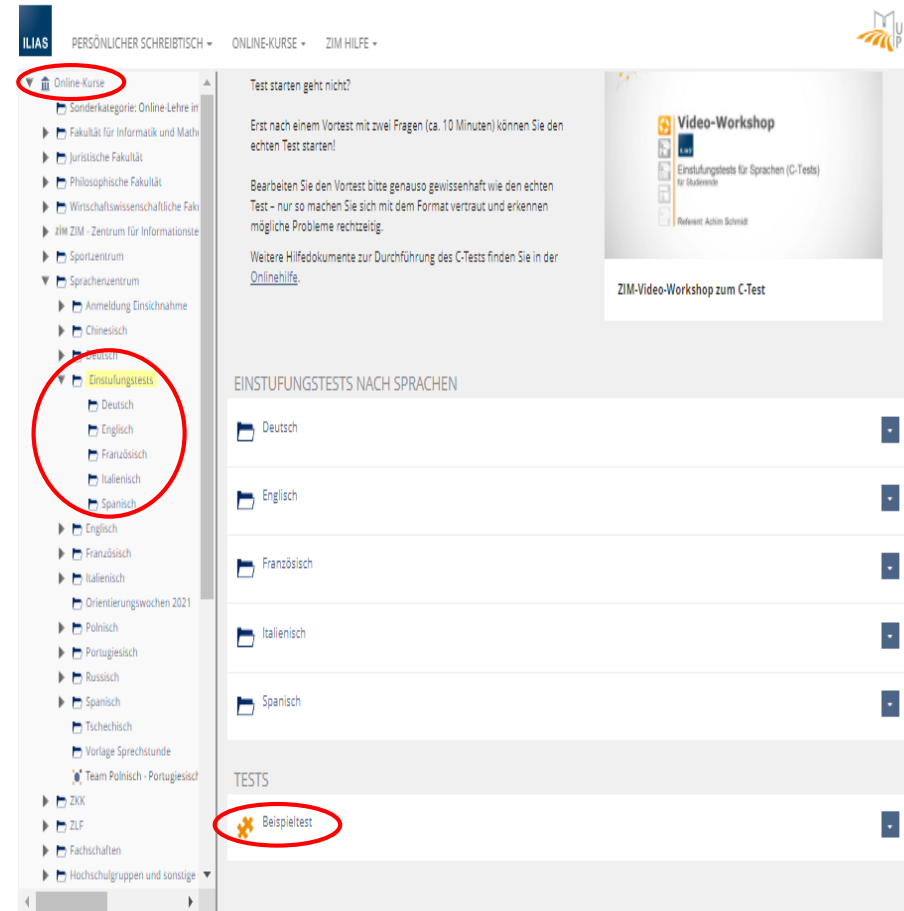 ILIAS
PERSÖNLICHER SCHREIBTISCH
ONLINE-KURSE
ZIM HILFE
U
P
Online-Kurse
Sonderkategorie: Online-Lehre im
Fakultät für Informatik und Mathe
Juristische Fakultät
Philosophische Fakultät
Wirtschaftswissenschaftliche Faku
ZIM ZIM - Zentrum für Informationste
Sportzentrum
Sprachenzentrum
Anmeldung Einsichnahme
Chinesisch
Deutsch
Einstufungstests
Deutsch
Englisch
Französisch
Italienisch
Spanisch
Englisch
Französisch
Italienisch
Orientierungswochen 2021
Polnisch
Portugiesisch
Russisch
Spanisch
Tschechisch
Vorlage Sprechstunde
Team Polnisch - Portugiesisch
ZKK
ZLF
Fachschaften
Hochschulgruppen und sonstige
Test starten geht nicht?
Erst nach einem Vortest mit zwei Fragen (ca. 10 Minuten) können Sie den
echten Test starten!
Bearbeiten Sie den Vortest bitte genauso gewissenhaft wie den echten
Test – nur so machen Sie sich mit dem Format vertraut und erkennen
mögliche Probleme rechtzeitig.
Weitere Hilfedokumente zur Durchführung des C-Tests finden Sie in der
Onlinehilfe.
Video-Workshop
ILIAS
Einstufungstests für Sprachen (C-Tests)
für Studierende
Referent: Achim Schmidt
ZIM-Video-Workshop zum C-Test
EINSTUFUNGSTESTS NACH SPRACHEN
Deutsch
Englisch
Französisch
Italienisch
Spanisch
TESTS
Beispieltest